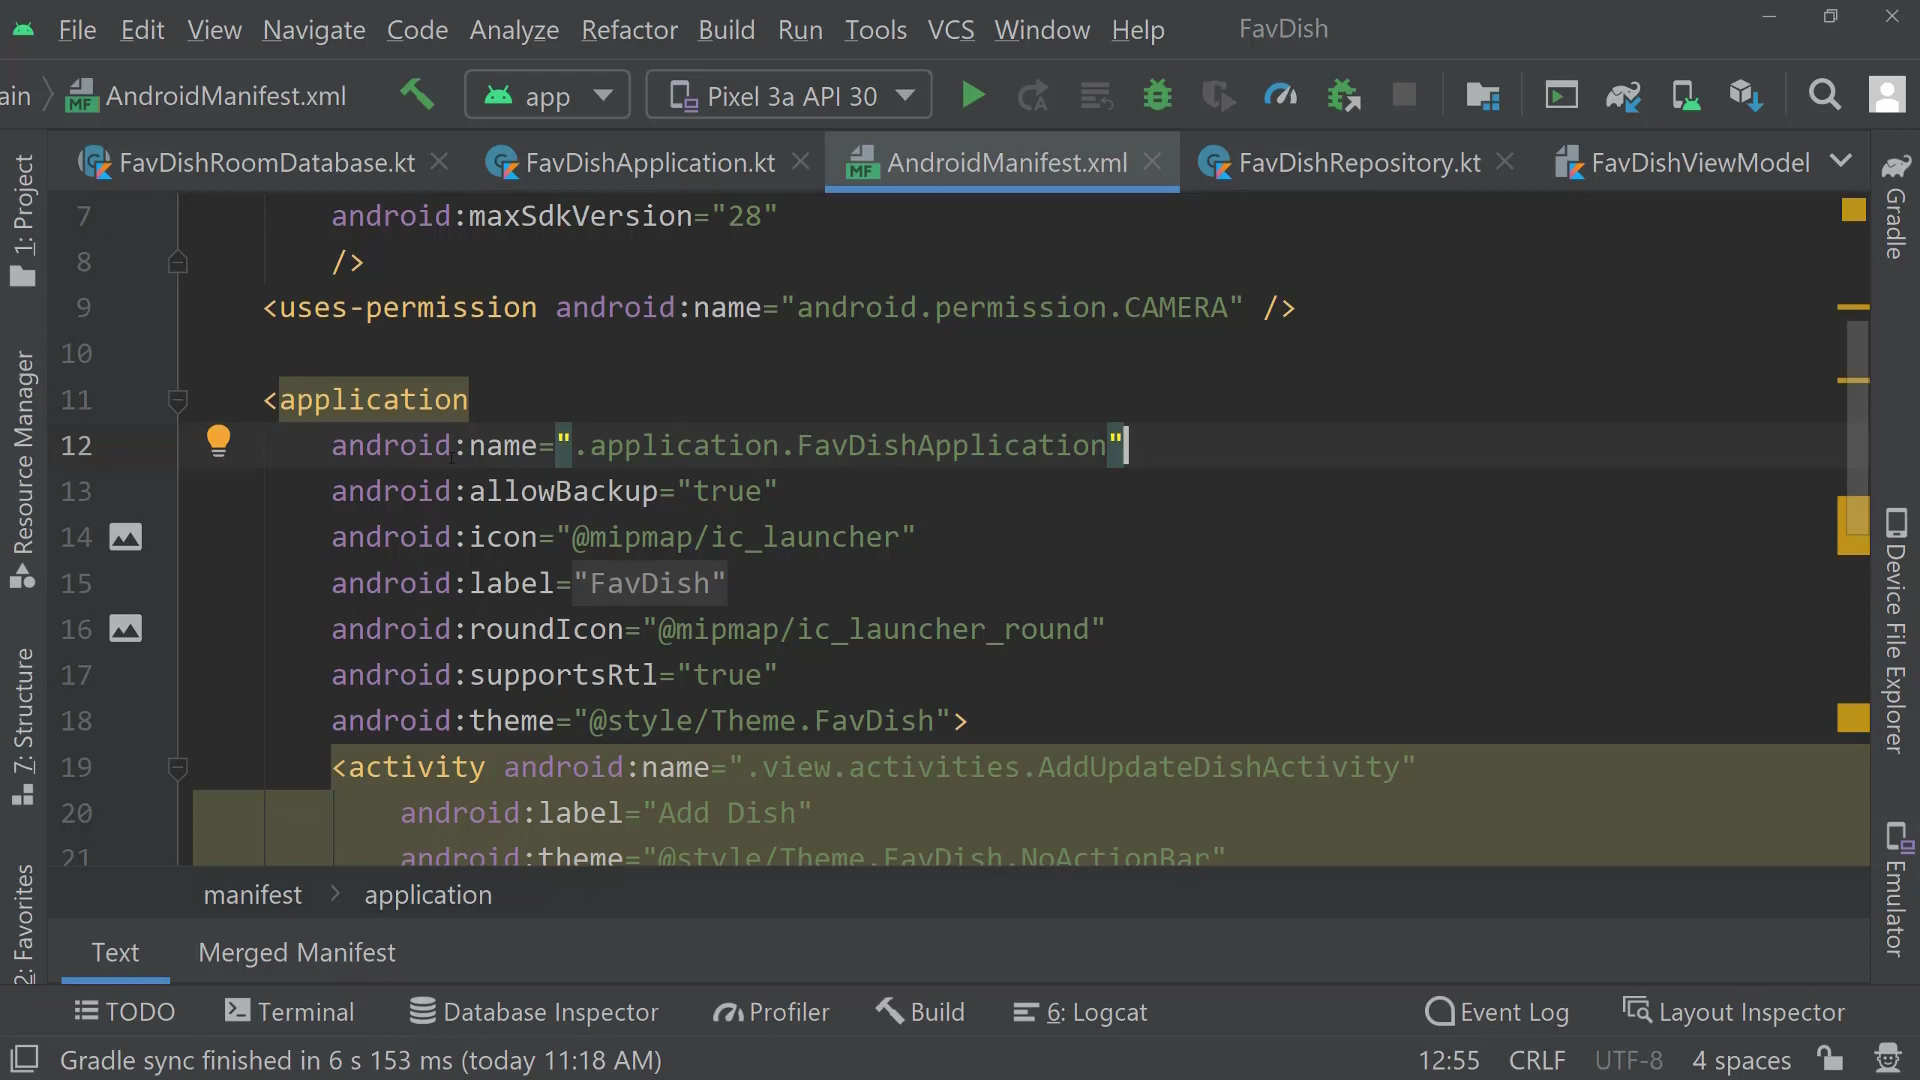 File Edit View Navigate Code Analyze Refactor Build Run Tools VCS Window Help FavDish
ain AndroidManifest.xml app Pixel 3a API 30
FavDishRoomDatabase.kt FavDishApplication.kt AndroidManifest.xml FavDishRepository.kt FavDishViewModel
7 android:maxSdkVersion="28"
8 />
9 <uses-permission android:name="android.permission.CAMERA" />
10
11 <application
12 android:name=".application.FavDishApplication"
13 android:allowBackup="true"
14 android:icon="@mipmap/ic_launcher"
15 android:label="FavDish"
16 android:roundIcon="@mipmap/ic_launcher_round"
17 android:supportsRtl="true"
18 android:theme="@style/Theme.FavDish">
19 <activity android:name=".view.activities.AddUpdateDishActivity"
20 android:label="Add Dish"
21 android:theme="@style/Theme.FavDish.NoActionBar"
1: Project
Resource Manager
7: Structure
2: Favorites
Gradle
Device File Explorer
Emulator
manifest application
Text Merged Manifest
TODO Terminal Database Inspector Profiler Build 6: Logcat Event Log Layout Inspector
Gradle sync finished in 6 s 153 ms (today 11:18 AM) 12:55 CRLF UTF-8 4 spaces